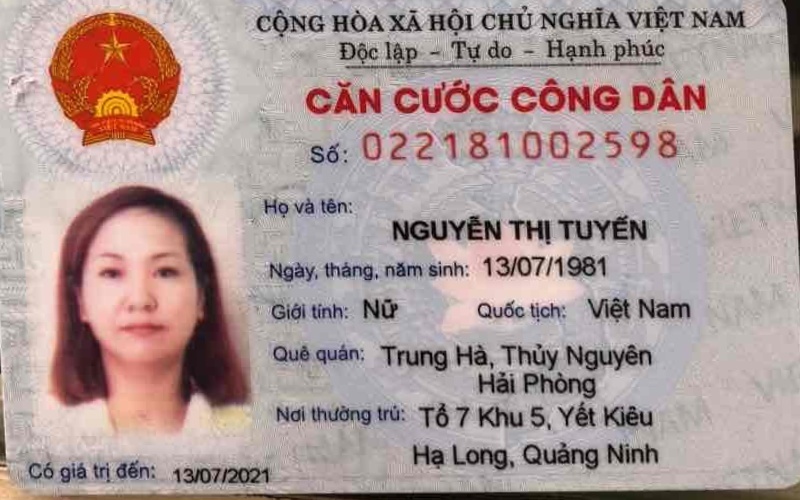 CỘNG HÒA XÃ HỘI CHỦ NGHĨA VIỆT NAM
Độc lập - Tự do - Hạnh phúc
CĂN CƯỚC CÔNG DÂN
Số: 022181002598
Họ và tên:
NGUYỄN THỊ TUYẾN
Ngày, tháng, năm sinh: 13/07/1981
Giới tính: Nữ Quốc tịch: Việt Nam
Quê quán: Trung Hà, Thủy Nguyên
Hải Phòng
Nơi thường trú: Tổ 7 Khu 5, Yết Kiêu
Hạ Long, Quảng Ninh
Có giá trị đến: 13/07/2021